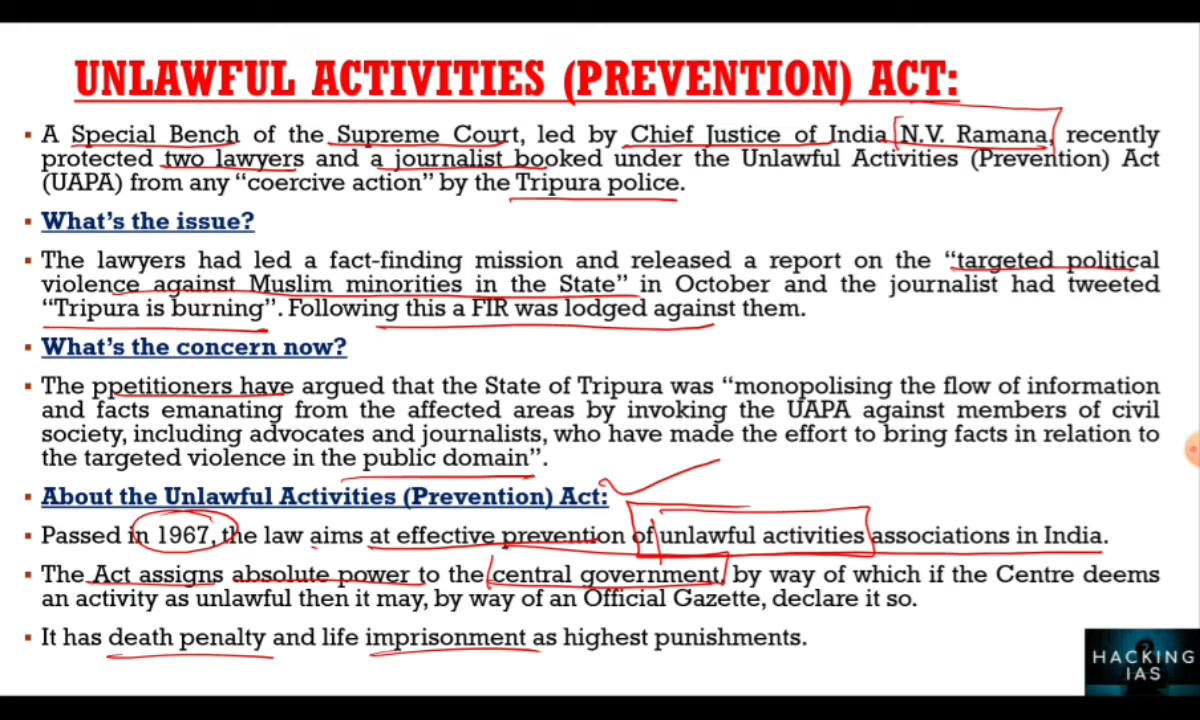 UNLAWFUL ACTIVITIES (PREVENTION) ACT:
▪ A Special Bench of the Supreme Court, led by Chief Justice of India N.V. Ramana, recently
protected two lawyers and a journalist booked under the Unlawful Activities (Prevention) Act
(UAPA) from any “coercive action” by the Tripura police.
▪ What’s the issue?
▪ The lawyers had led a fact-finding mission and released a report on the “targeted political
violence against Muslim minorities in the State” in October and the journalist had tweeted
“Tripura is burning”. Following this a FIR was lodged against them.
▪ What’s the concern now?
▪ The ppetitioners have argued that the State of Tripura was “monopolising the flow of information
and facts emanating from the affected areas by invoking the UAPA against members of civil
society, including advocates and journalists, who have made the effort to bring facts in relation to
the targeted violence in the public domain”.
▪ About the Unlawful Activities (Prevention) Act:
▪ Passed in 1967, the law aims at effective prevention of unlawful activities associations in India.
▪ The Act assigns absolute power to the central government, by way of which if the Centre deems
an activity as unlawful then it may, by way of an Official Gazette, declare it so.
▪ It has death penalty and life imprisonment as highest punishments.
HACKING
IAS